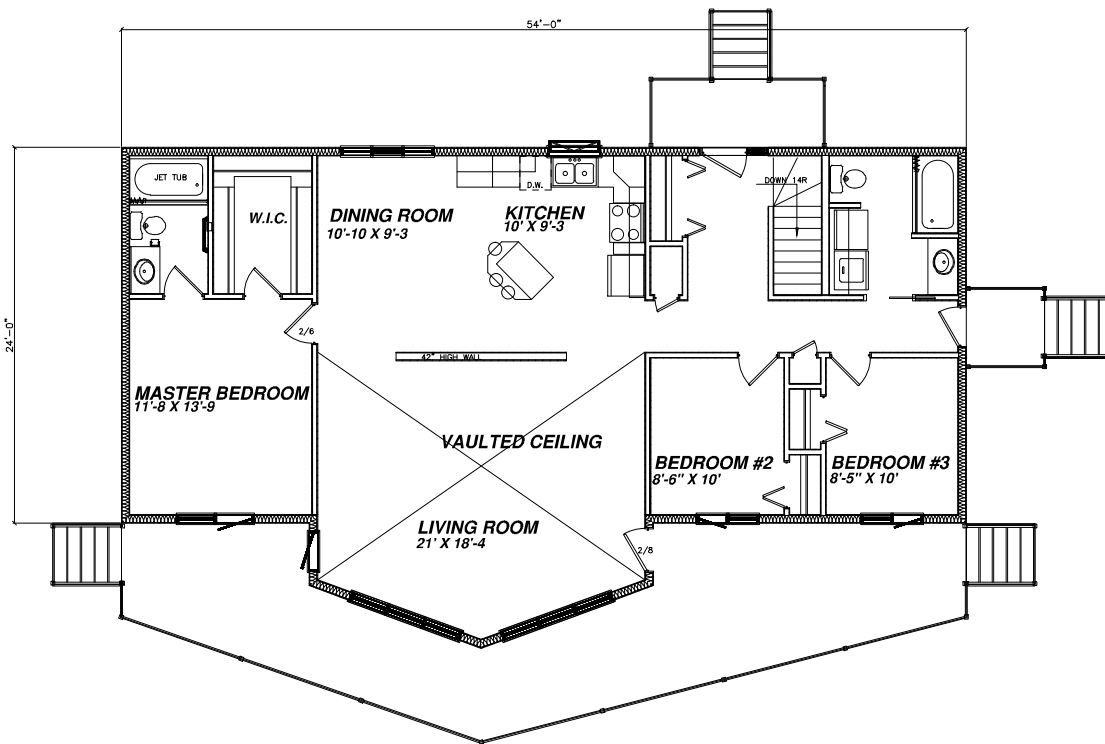 54'-0"
24'-0"
JET TUB
W.I.C.
DINING ROOM
10'-10 X 9'-3
D.W.
KITCHEN
10' X 9'-3
DOWN 14R
2/6
42" HIGH WALL
MASTER BEDROOM
11'-8 X 13'-9
VAULTED CEILING
BEDROOM #2
8'-6" X 10'
BEDROOM #3
8'-5" X 10'
LIVING ROOM
21' X 18'-4
2/8